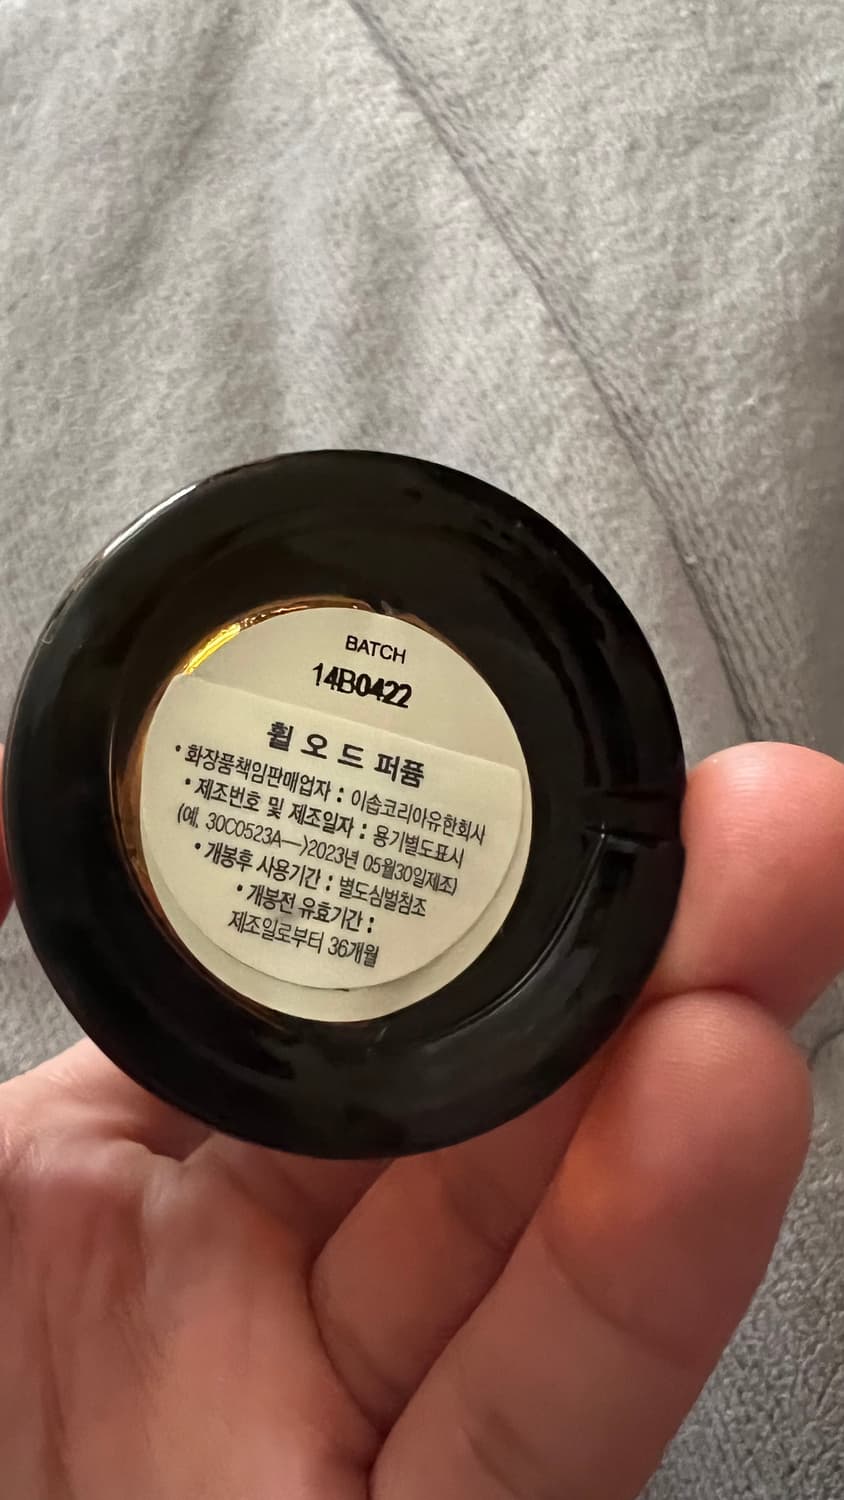 BATCH
14B0422
휠 오 드 퍼퓸
• 화장품책임판매업자 : 이솝코리아유한회사
• 제조번호 및 제조일자 : 용기별도표시
(예. 30C0523A—>2023년 05월30일제조)
• 개봉후 사용기간 : 별도심벌참조
• 개봉전 유효기간 :
제조일로부터 36개월